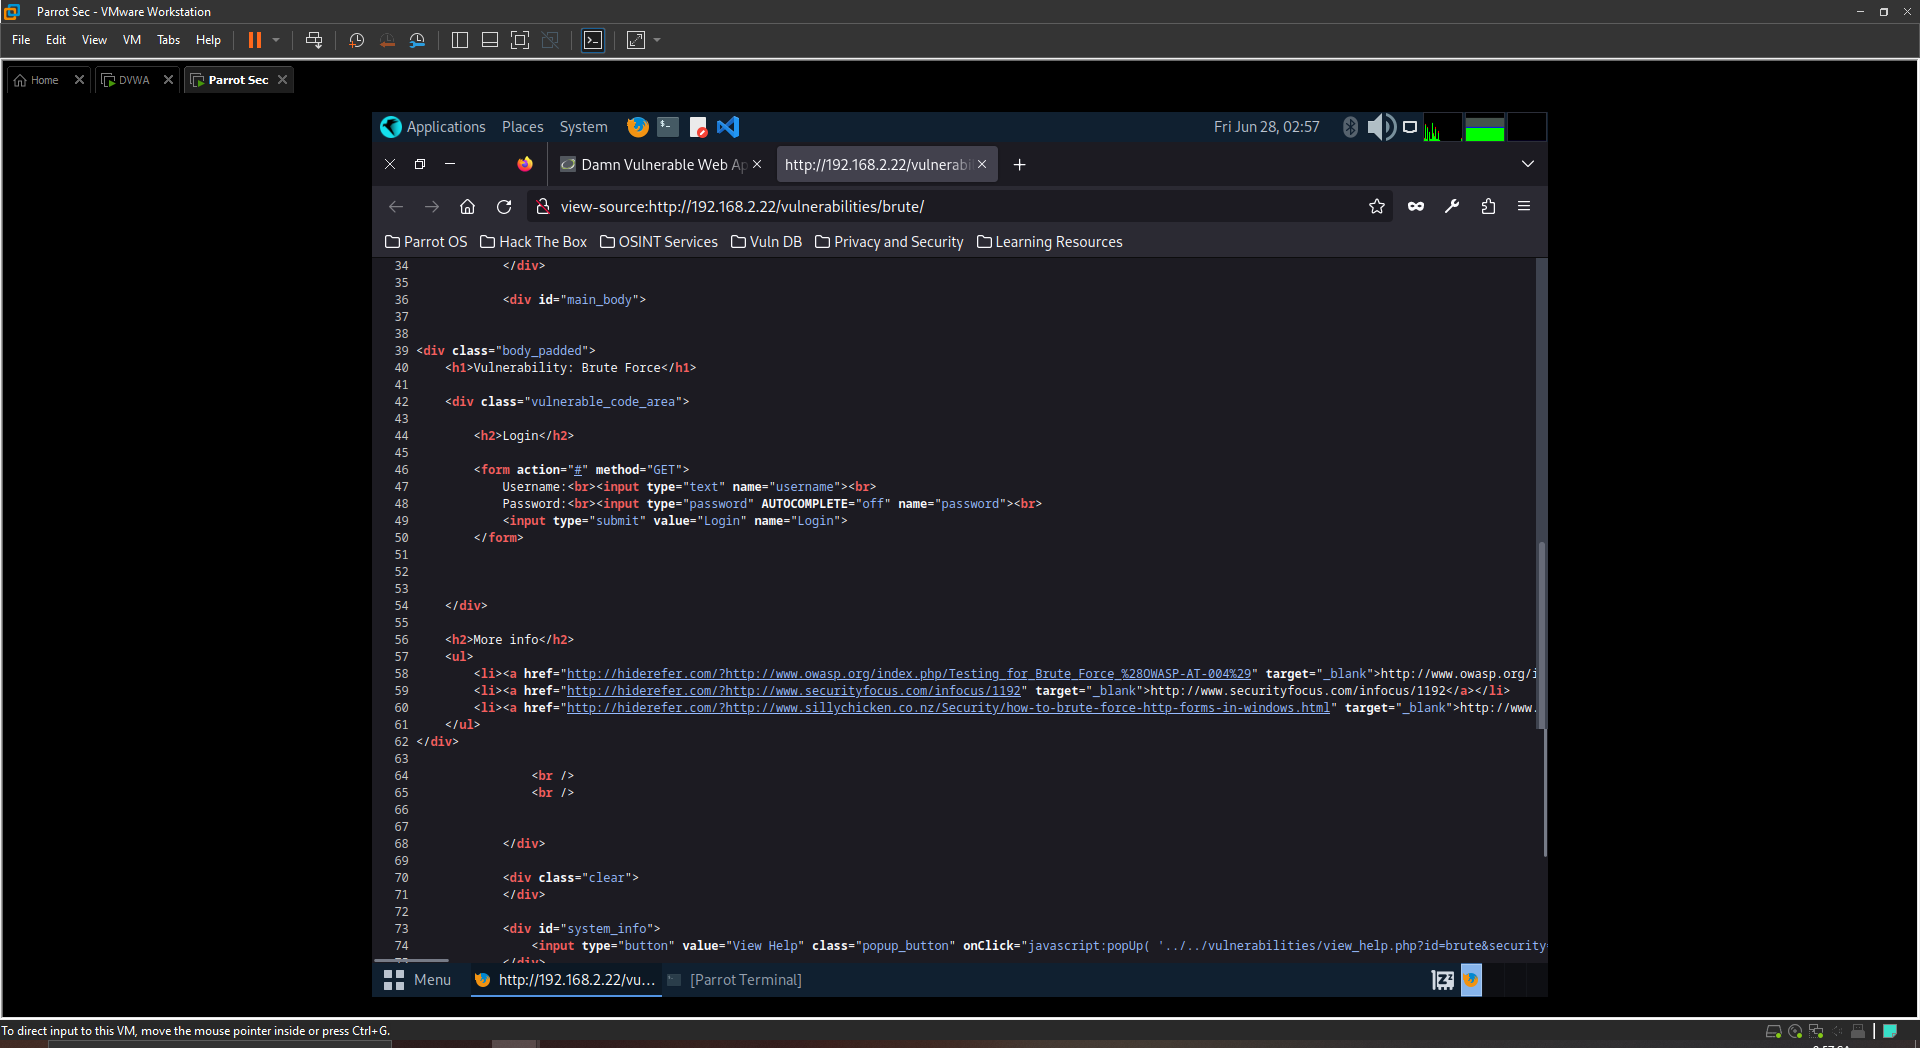 Parrot Sec - VMware Workstation
File Edit View VM Tabs Help
Home DVWA Parrot Sec
Applications Places System Fri Jun 28, 02:57
Damn Vulnerable Web Ap http://192.168.2.22/vulnerabil
view-source:http://192.168.2.22/vulnerabilities/brute/
Parrot OS Hack The Box OSINT Services Vuln DB Privacy and Security Learning Resources
34 </div>
35
36 <div id="main_body">
37
38
39 <div class="body_padded">
40 <h1>Vulnerability: Brute Force</h1>
41
42 <div class="vulnerable_code_area">
43
44 <h2>Login</h2>
45
46 <form action="#" method="GET">
47 Username:<br><input type="text" name="username"><br>
48 Password:<br><input type="password" AUTOCOMPLETE="off" name="password"><br>
49 <input type="submit" value="Login" name="Login">
50 </form>
51
52
53
54 </div>
55
56 <h2>More info</h2>
57 <ul>
58 <li><a href="http://hiderefer.com/?http://www.owasp.org/index.php/Testing_for_Brute_Force_%28OWASP-AT-004%29" target="_blank">http://www.owasp.org/i
59 <li><a href="http://hiderefer.com/?http://www.securityfocus.com/infocus/1192" target="_blank">http://www.securityfocus.com/infocus/1192</a></li>
60 <li><a href="http://hiderefer.com/?http://www.sillychicken.co.nz/Security/how-to-brute-force-http-forms-in-windows.html" target="_blank">http://www.
61 </ul>
62 </div>
63
64 <br />
65 <br />
66
67
68 </div>
69
70 <div class="clear">
71 </div>
72
73 <div id="system_info">
74 <input type="button" value="View Help" class="popup_button" onClick="javascript:popUp( '../../vulnerabilities/view_help.php?id=brute&security=
Menu http://192.168.2.22/vu... [Parrot Terminal]
To direct input to this VM, move the mouse pointer inside or press Ctrl+G.